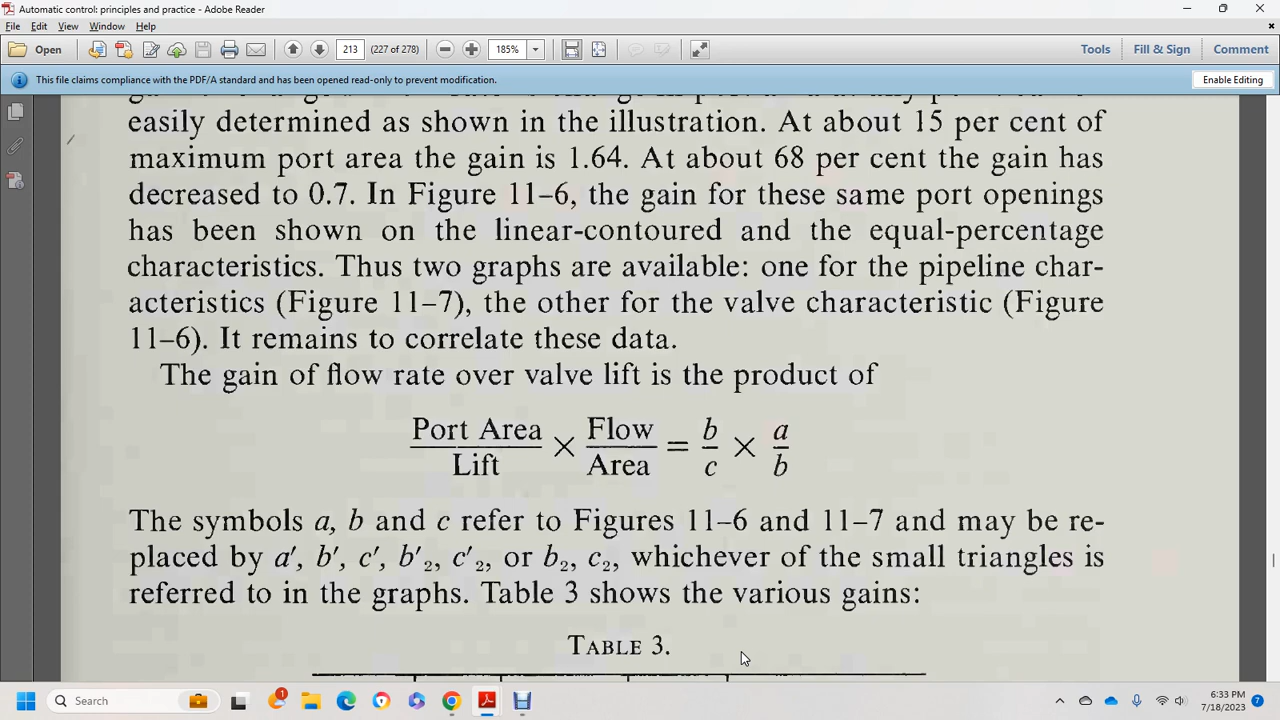 Automatic control: principles and practice - Adobe Reader
File Edit View Window Help
Open 213 (227 of 278) 185% Tools Fill & Sign Comment
This file claims compliance with the PDF/A standard and has been opened read-only to prevent modification. Enable Editing
easily determined as shown in the illustration. At about 15 per cent of
maximum port area the gain is 1.64. At about 68 per cent the gain has
decreased to 0.7. In Figure 11–6, the gain for these same port openings
has been shown on the linear-contoured and the equal-percentage
characteristics. Thus two graphs are available: one for the pipeline char-
acteristics (Figure 11–7), the other for the valve characteristic (Figure
11–6). It remains to correlate these data.
The gain of flow rate over valve lift is the product of
Port Area / Lift × Flow / Area = b / c × a / b
The symbols a, b and c refer to Figures 11–6 and 11–7 and may be re-
placed by a′, b′, c′, b′₂, c′₂, or b₂, c₂, whichever of the small triangles is
referred to in the graphs. Table 3 shows the various gains:
TABLE 3.
Search 1 6:33 PM
7/18/2023 7